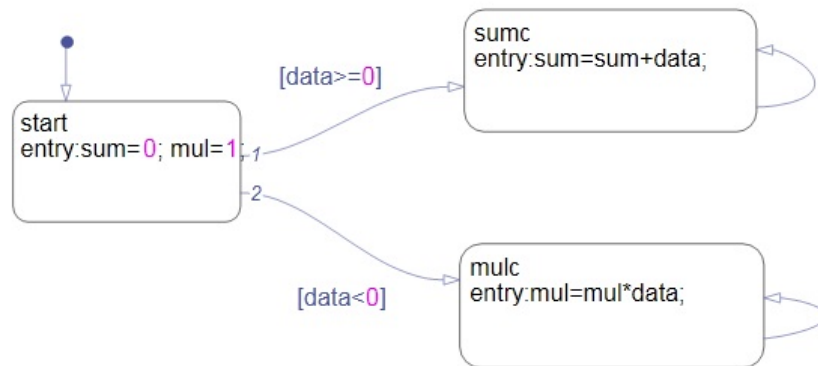 sumc
entry:sum=sum+data;
[data>=0]
start
entry:sum=0; mul=1;
1
2
mulc
entry:mul=mul*data;
[data<0]